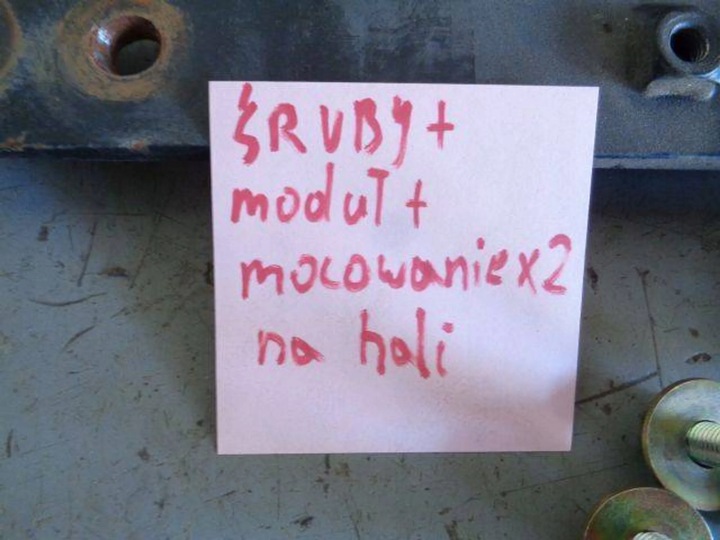 ŚRUBY+
moduł +
mocowanie x2
na hali